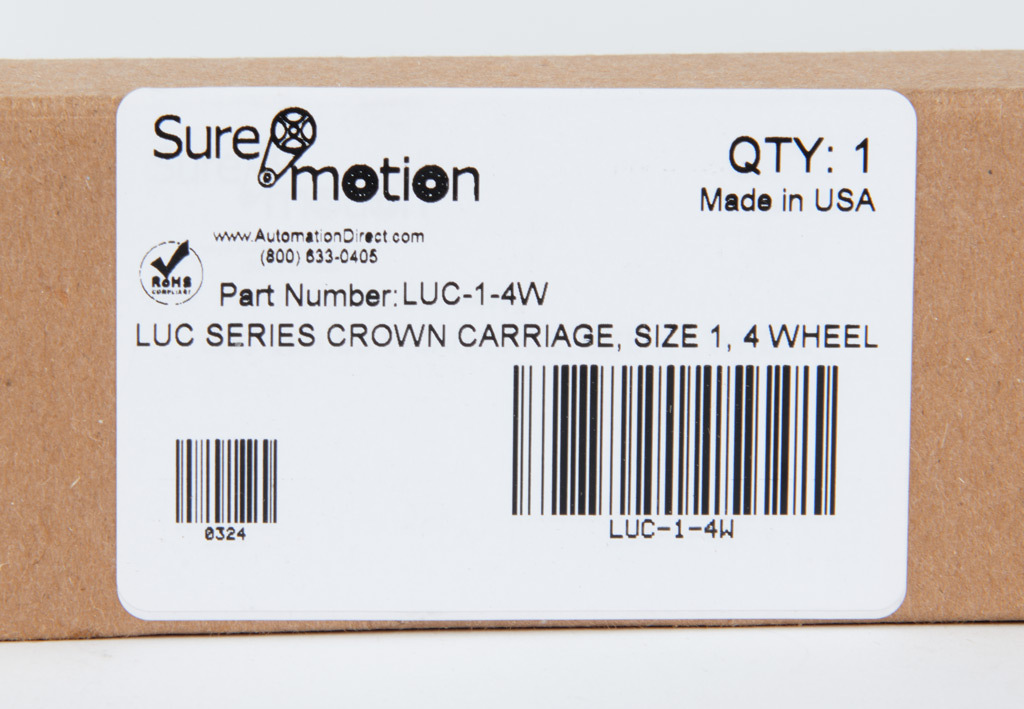 Sure motion
QTY: 1
Made in USA
www.AutomationDirect.com
(800) 633-0405
RoHS
COMPLIANT
Part Number: LUC-1-4W
LUC SERIES CROWN CARRIAGE, SIZE 1, 4 WHEEL
0324
LUC-1-4W